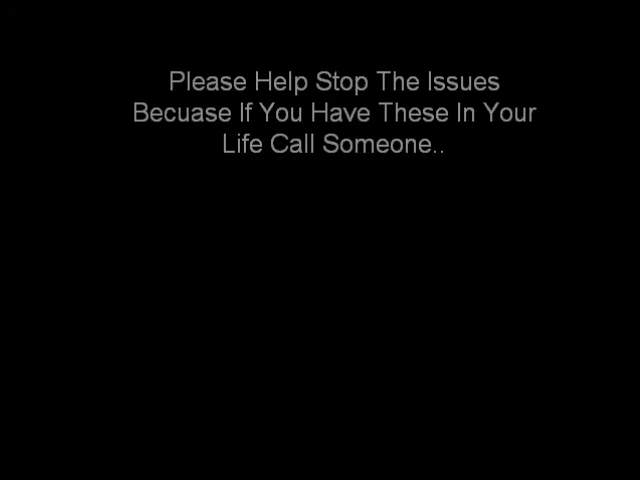 Please Help Stop The Issues
Becuase If You Have These In Your
Life Call Someone..